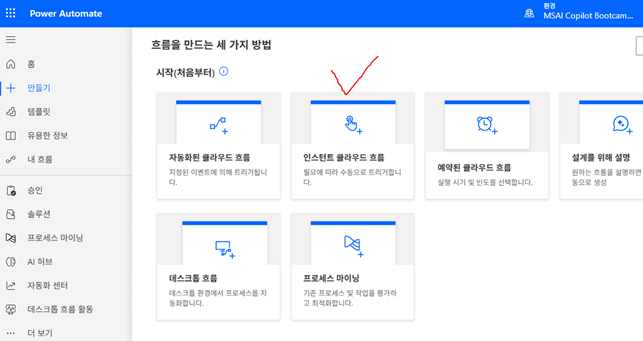 Power Automate
환경
MSAI Copilot Bootcam...
흐름을 만드는 세 가지 방법
시작(처음부터)
홈
만들기
템플릿
유용한 정보
내 흐름
승인
솔루션
프로세스 마이닝
AI 허브
자동화 센터
데스크톱 흐름 활동
더 보기
자동화된 클라우드 흐름
지정된 이벤트에 의해 트리거됩니
다.
인스턴트 클라우드 흐름
필요에 따라 수동으로 트리거합니
다.
예약된 클라우드 흐름
실행 시기 및 빈도를 선택합니다.
설계를 위해 설명
원하는 흐름을 설명하면
동으로 생성
데스크톱 흐름
데스크톱 환경에서 프로세스를 자
동화합니다.
프로세스 마이닝
기존 프로세스 및 작업을 평가하
고 최적화합니다.